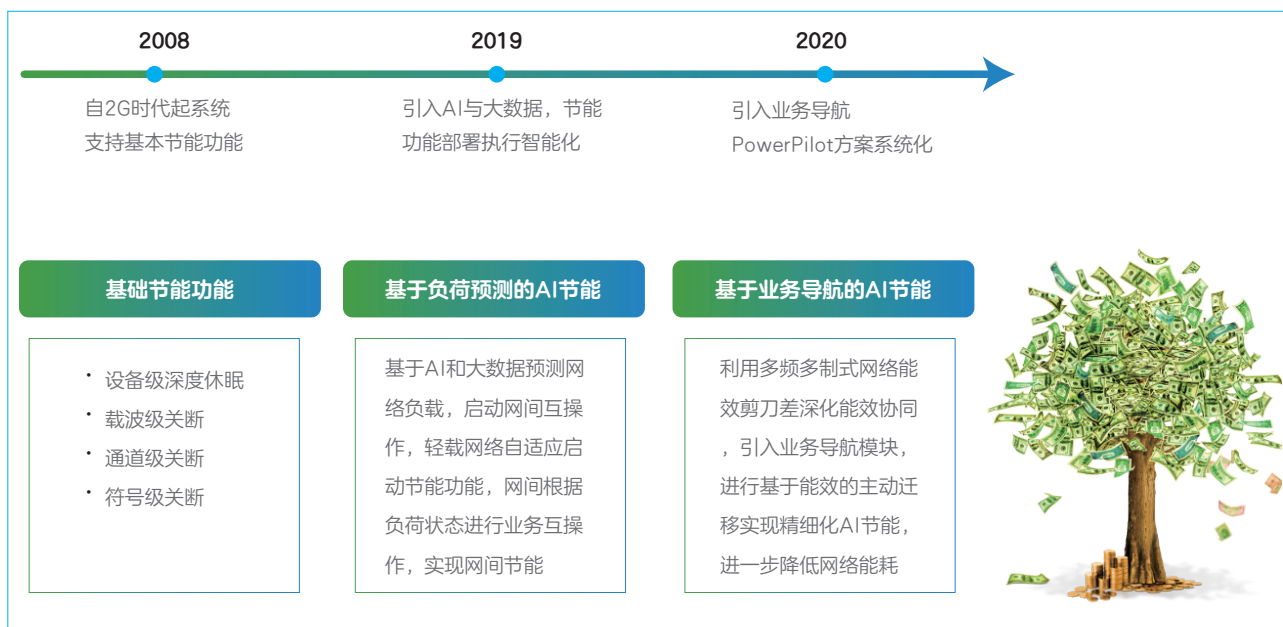 2008
2019
2020
自2G时代起系统
支持基本节能功能
引入AI与大数据，节能
功能部署执行智能化
引入业务导航
PowerPilot方案系统化
基础节能功能
基于负荷预测的AI节能
基于业务导航的AI节能
· 设备级深度休眠
· 载波级关断
· 通道级关断
· 符号级关断
基于AI和大数据预测网
络负载，启动网间互操
作，轻载网络自适应启
动节能功能，网间根据
负荷状态进行业务互操
作，实现网间节能
利用多频多制式网络能
效剪刀差深化能效协同
，引入业务导航模块，
进行基于能效的主动迁
移实现精细化AI节能，
进一步降低网络能耗